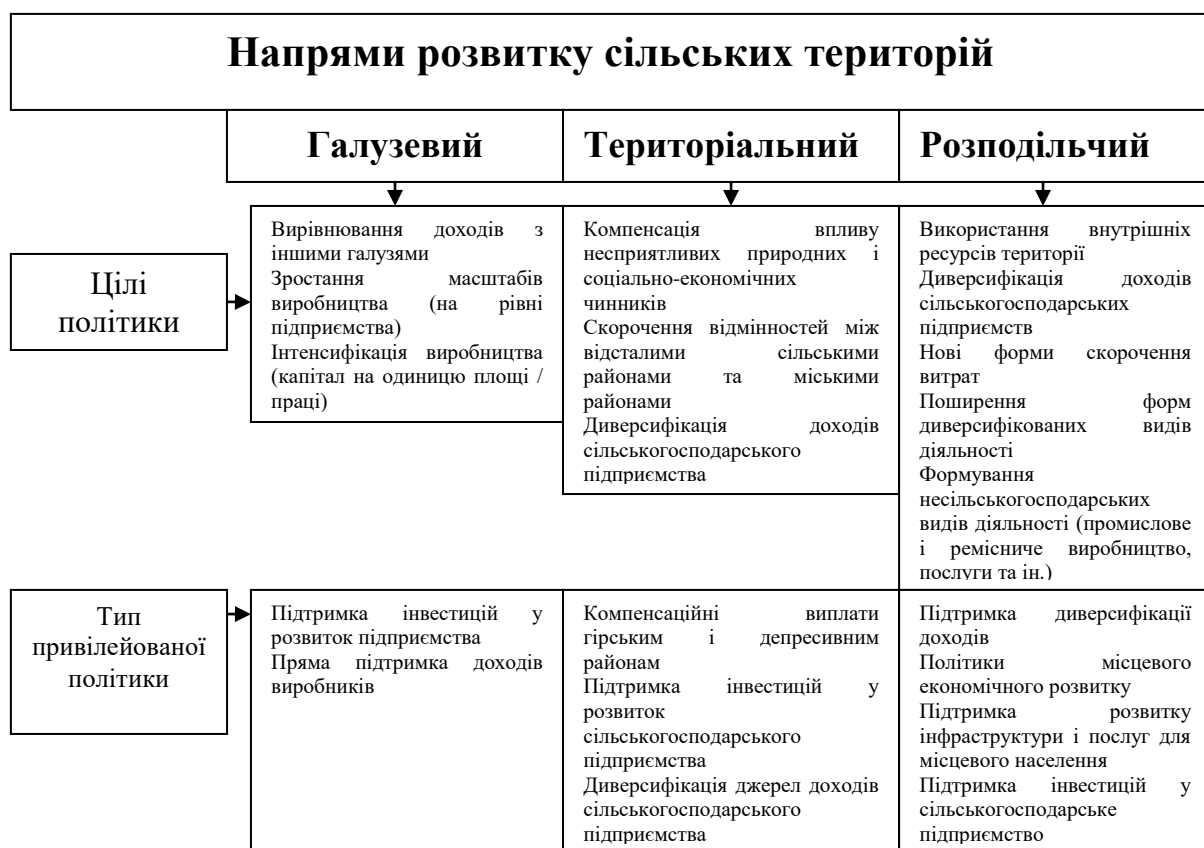 Напрями розвитку сільських територій
Галузевий
Територіальний
Розподільчий
Цілі
політики
Вирівнювання доходів з
іншими галузями
Зростання масштабів
виробництва (на рівні
підприємства)
Інтенсифікація виробництва
(капітал на одиницю площі /
праці)
Компенсація впливу
несприятливих природних і
соціально-економічних
чинників
Скорочення відмінностей між
відсталими сільськими
районами та міськими
районами
Диверсифікація доходів
сільськогосподарського
підприємства
Використання внутрішніх
ресурсів території
Диверсифікація доходів
сільськогосподарських
підприємств
Нові форми скорочення
витрат
Поширення форм
диверсифікованих видів
діяльності
Формування
несільськогосподарських
видів діяльності (промислове
і ремісниче виробництво,
послуги та ін.)
Тип
привілейованої
політики
Підтримка інвестицій у
розвиток підприємства
Пряма підтримка доходів
виробників
Компенсаційні виплати
гірським і депресивним
районам
Підтримка інвестицій у
розвиток
сільськогосподарського
підприємства
Диверсифікація джерел доходів
сільськогосподарського
підприємства
Підтримка диверсифікації
доходів
Політики місцевого
економічного розвитку
Підтримка розвитку
інфраструктури і послуг для
місцевого населення
Підтримка інвестицій у
сільськогосподарське
підприємство